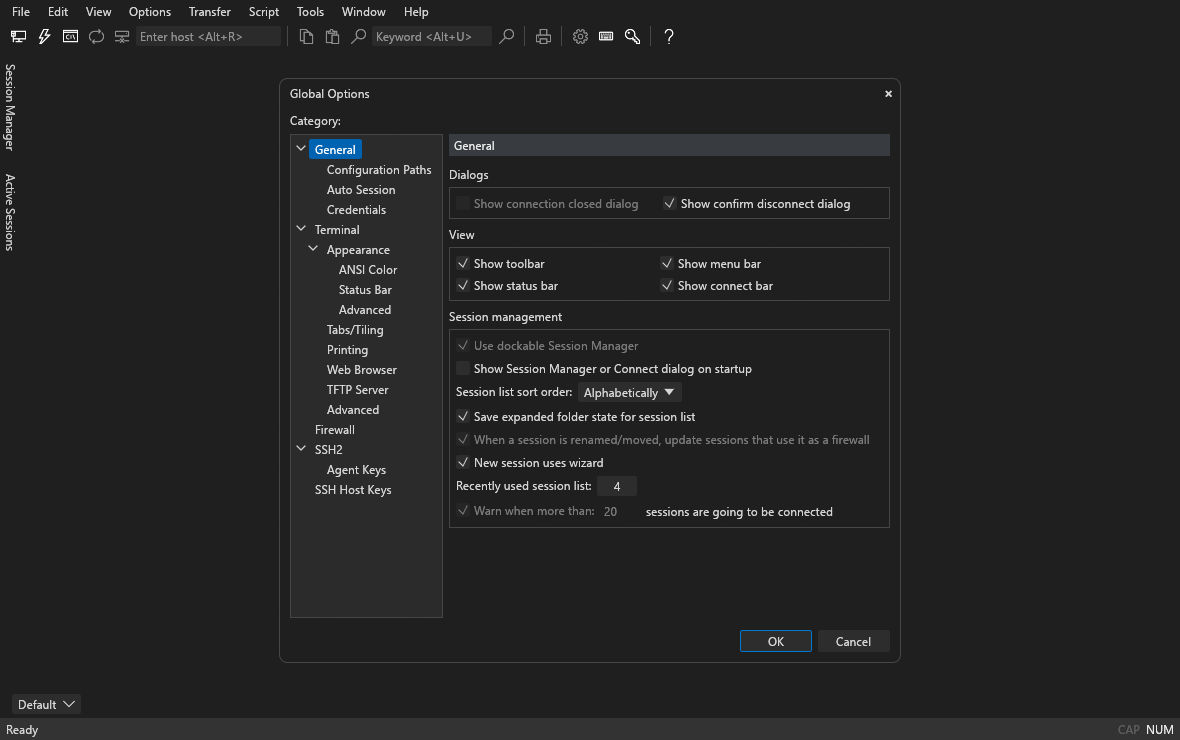 File Edit View Options Transfer Script Tools Window Help
Enter host <Alt+R> Keyword <Alt+U>
Session Manager
Active Sessions
Global Options
Category:
General
Configuration Paths
Auto Session
Credentials
Terminal
Appearance
ANSI Color
Status Bar
Advanced
Tabs/Tiling
Printing
Web Browser
TFTP Server
Advanced
Firewall
SSH2
Agent Keys
SSH Host Keys
General
Dialogs
Show connection closed dialog Show confirm disconnect dialog
View
Show toolbar Show menu bar
Show status bar Show connect bar
Session management
Use dockable Session Manager
Show Session Manager or Connect dialog on startup
Session list sort order: Alphabetically
Save expanded folder state for session list
When a session is renamed/moved, update sessions that use it as a firewall
New session uses wizard
Recently used session list: 4
Warn when more than: 20 sessions are going to be connected
OK Cancel
Default
Ready CAP NUM